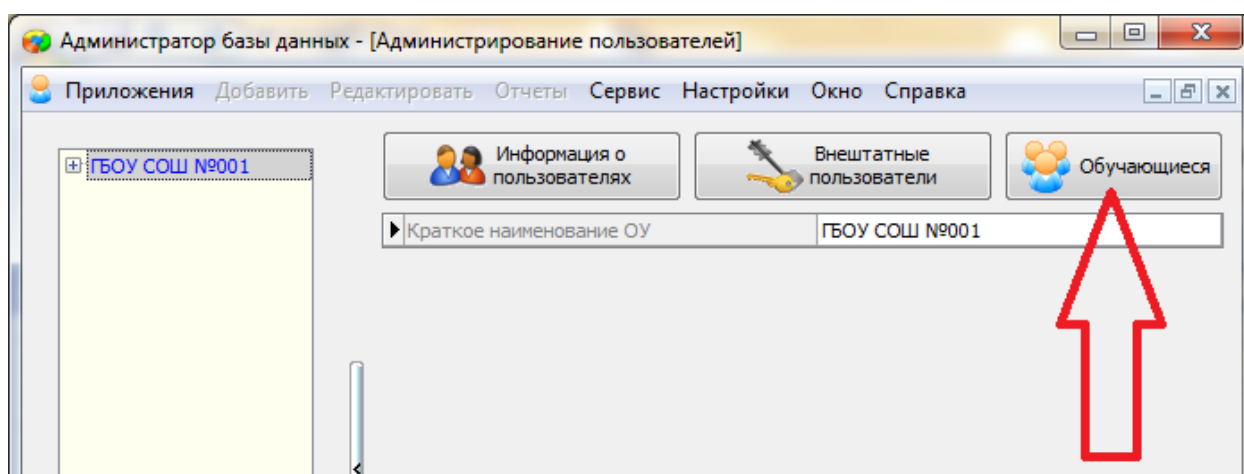 Администратор базы данных - [Администрирование пользователей]
Приложения Добавить Редактировать Отчеты Сервис Настройки Окно Справка
ГБОУ СОШ №001
Информация о
пользователях
Внештатные
пользователи
Обучающиеся
Краткое наименование ОУ ГБОУ СОШ №001